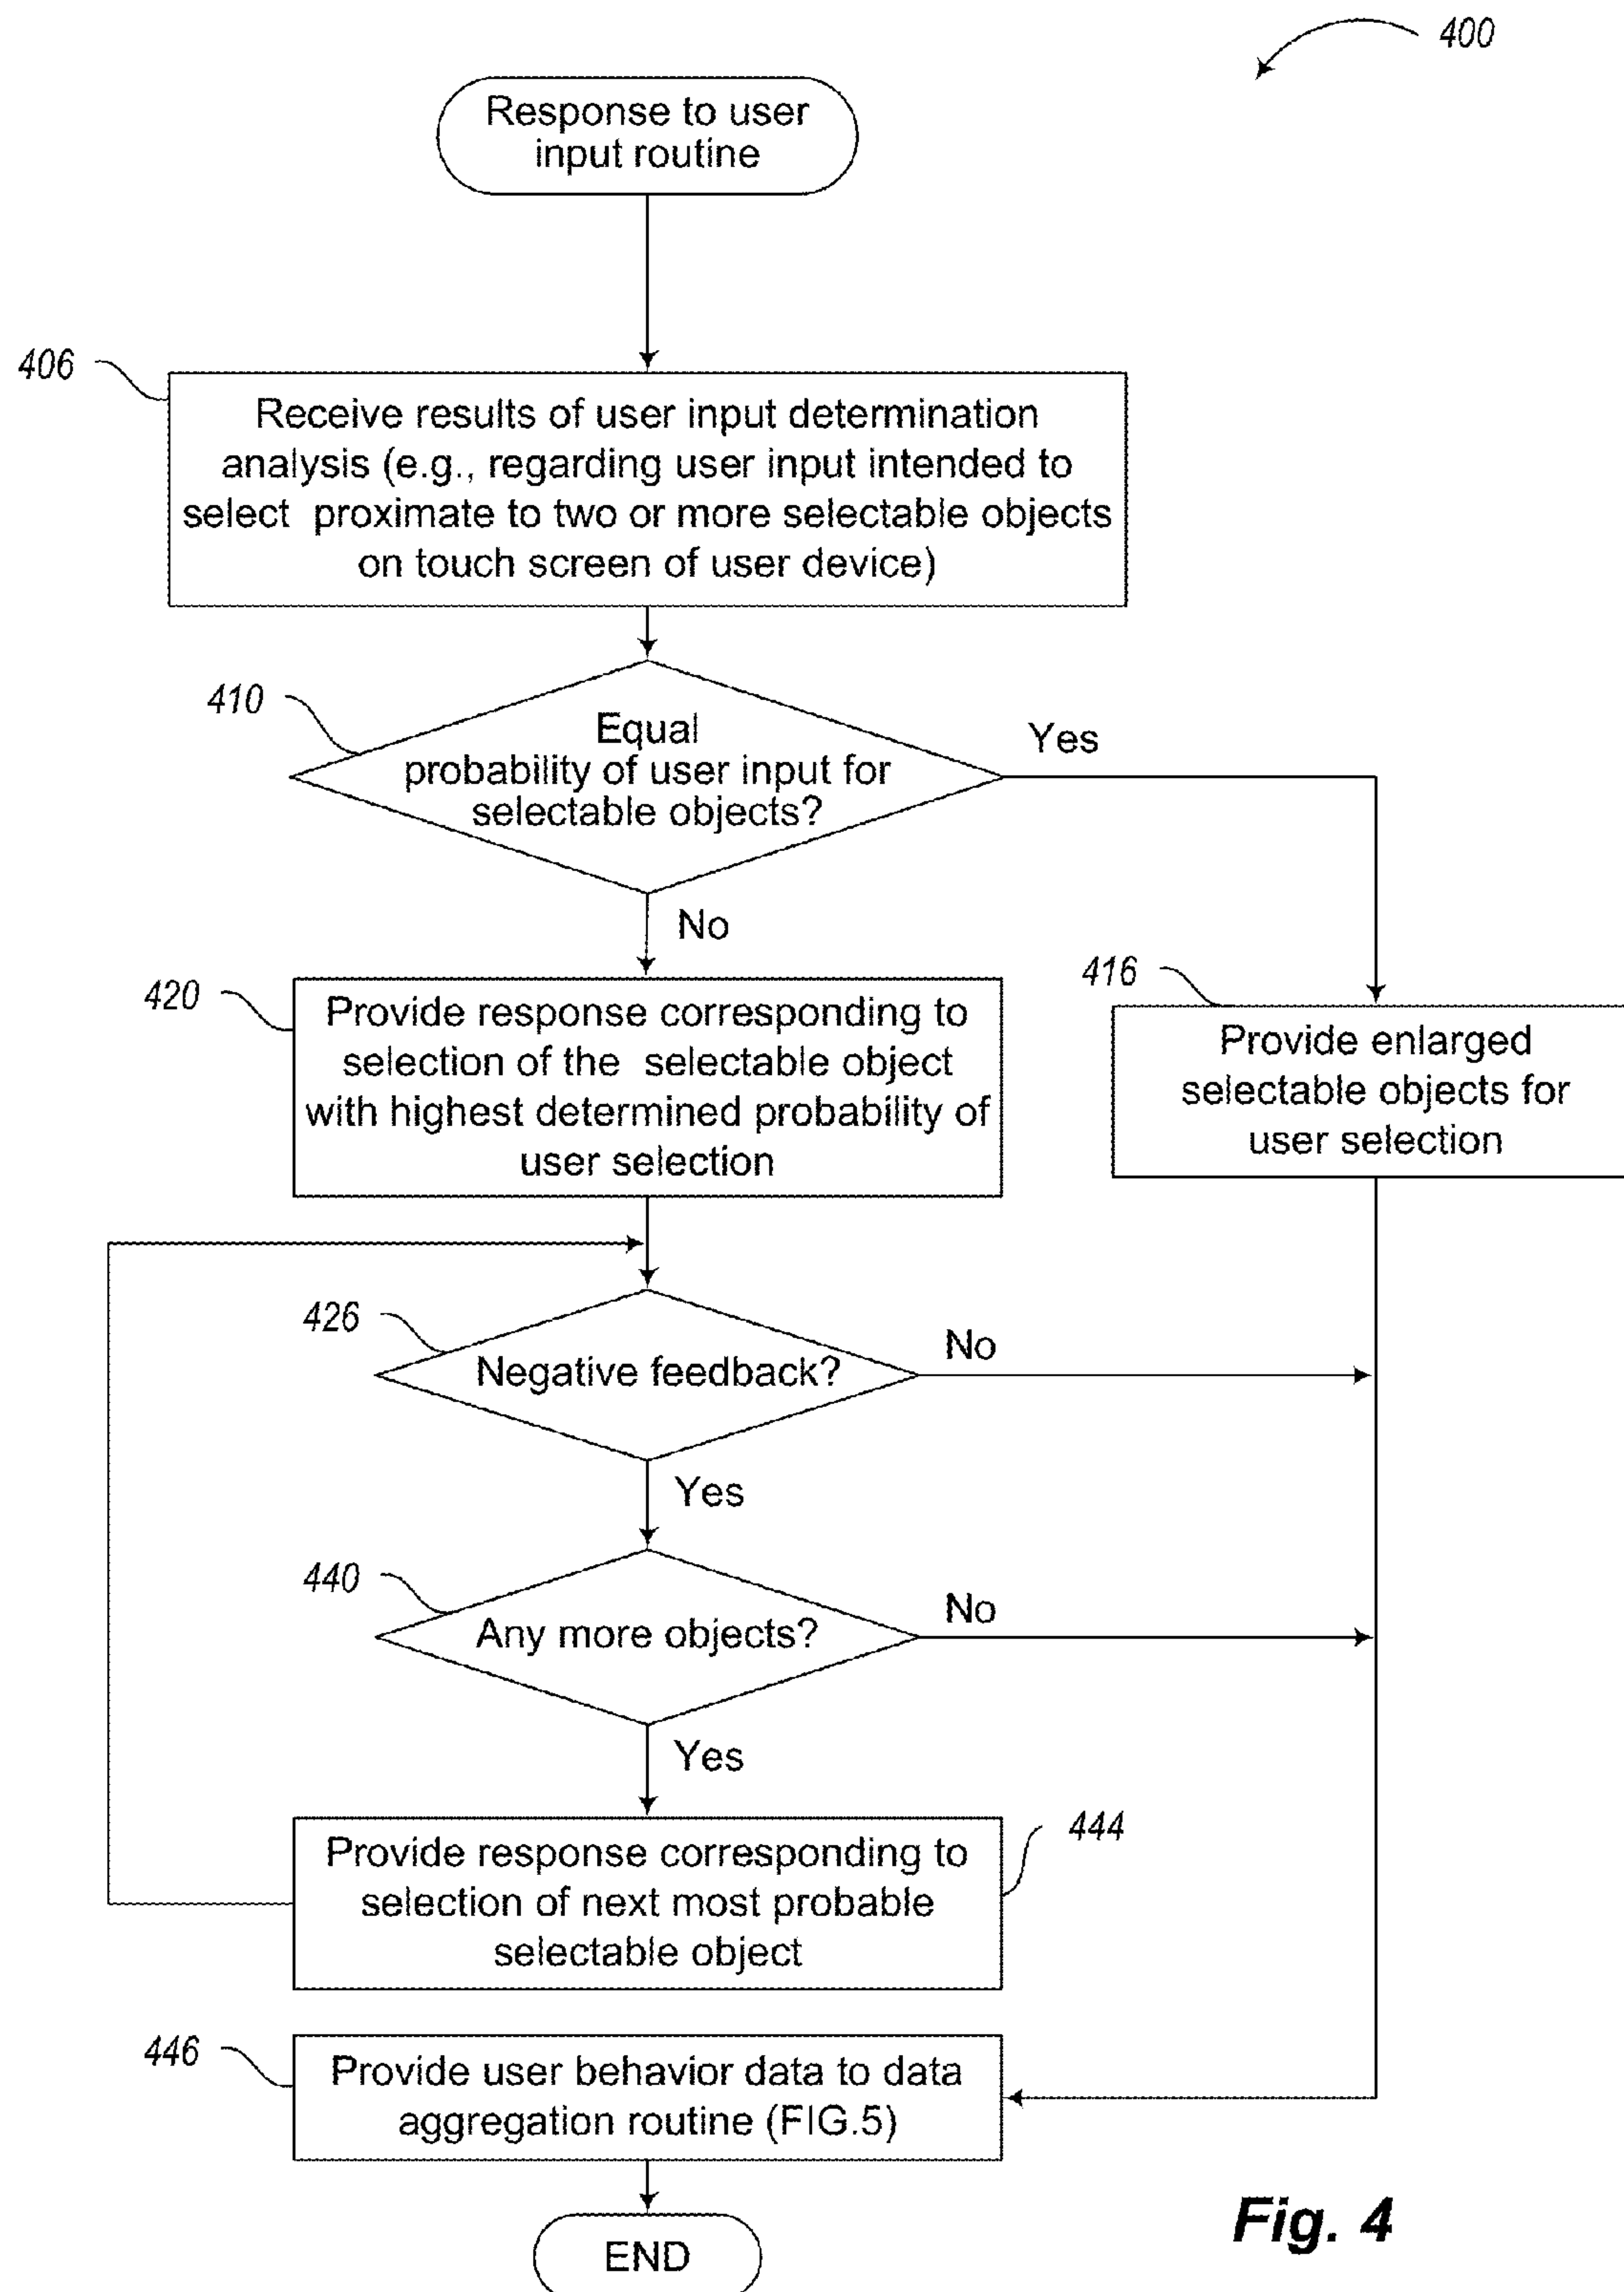 400
Response to user
input routine
406
Receive results of user input determination
analysis (e.g., regarding user input intended to
select proximate to two or more selectable objects
on touch screen of user device)
410
Equal
probability of user input for
selectable objects?
Yes
No
420
Provide response corresponding to
selection of the selectable object
with highest determined probability of
user selection
416
Provide enlarged
selectable objects for
user selection
426
Negative feedback?
No
Yes
440
Any more objects?
No
Yes
444
Provide response corresponding to
selection of next most probable
selectable object
446
Provide user behavior data to data
aggregation routine (FIG.5)
END
Fig. 4